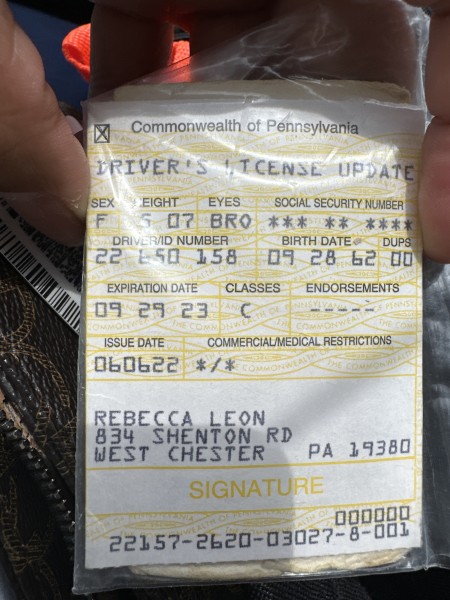 ☒ Commonwealth of Pennsylvania
DRIVER'S LICENSE UPDATE
SEX HEIGHT EYES SOCIAL SECURITY NUMBER
F 5 07 BRO *** ** ****
DRIVER/ID NUMBER BIRTH DATE DUPS
22 650 158 09 28 62 00
EXPIRATION DATE CLASSES ENDORSEMENTS
09 29 23 C -----
ISSUE DATE COMMERCIAL/MEDICAL RESTRICTIONS
060622 */*
REBECCA LEON
834 SHENTON RD
WEST CHESTER PA 19380
SIGNATURE
000000
22157-2620-03027-8-001